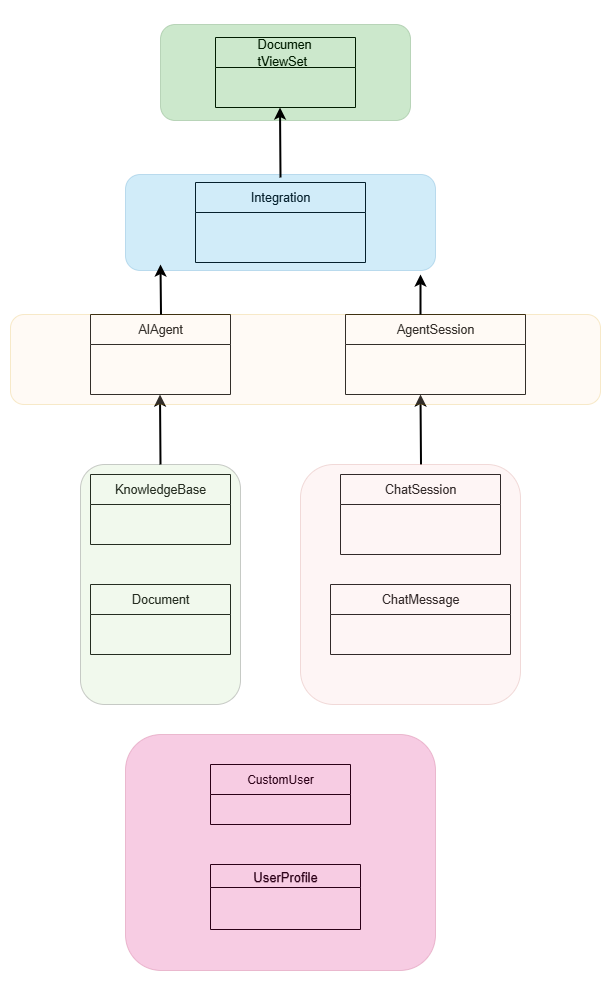 Documen
tViewSet
Integration
AIAgent
AgentSession
KnowledgeBase
ChatSession
Document
ChatMessage
CustomUser
UserProfile